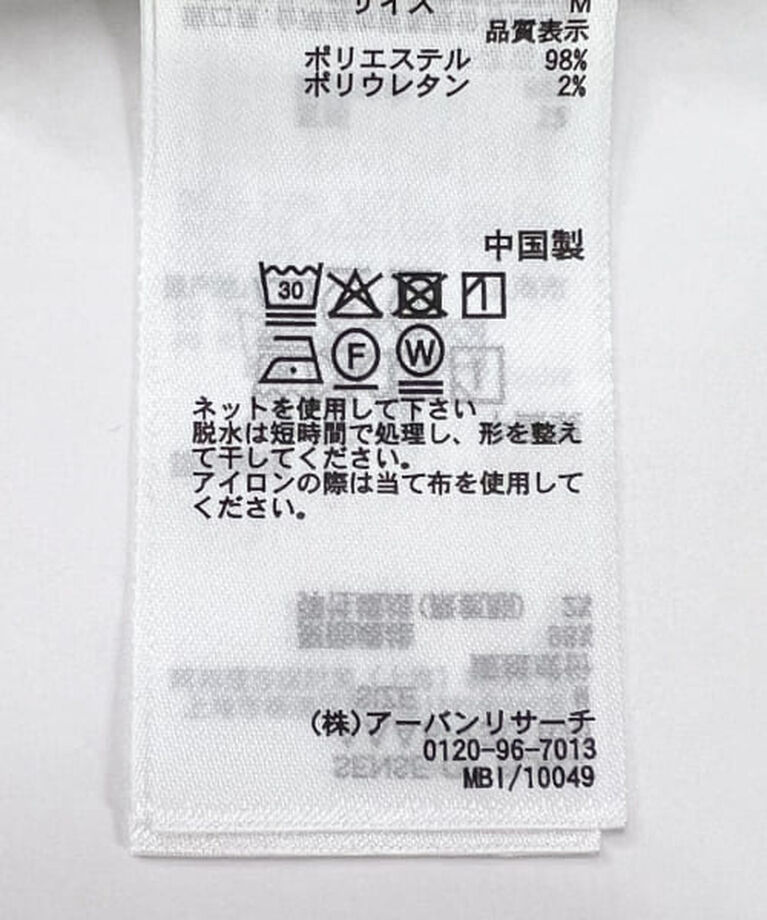 サイズ M
品質表示
ポリエステル 98%
ポリウレタン 2%
中国製
30
F W
ネットを使用して下さい
脱水は短時間で処理し、形を整え
て干してください。
アイロンの際は当て布を使用して
ください。
(株)アーバンリサーチ
0120-96-7013
MBI/10049